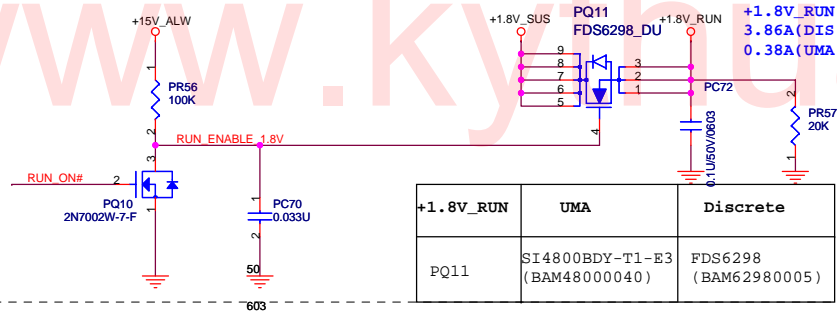 www.kythu
+15V_ALW
1
PR56
100K
2
RUN_ENABLE_1.8V
3
RUN_ON#
2
PQ10
2N7002W-7-F
1
1
PC70
0.033U
2
50
603
+1.8V_SUS
PQ11
FDS6298_DU
+1.8V_RUN
9
8
7
6
5
3
2
1
4
PC72
0.1U/50V/0603
2
PR57
20K
1
+1.8V_RUN
3.86A(DIS
0.38A(UMA
+1.8V_RUN UMA Discrete
PQ11 SI4800BDY-T1-E3 FDS6298
(BAM48000040) (BAM62980005)